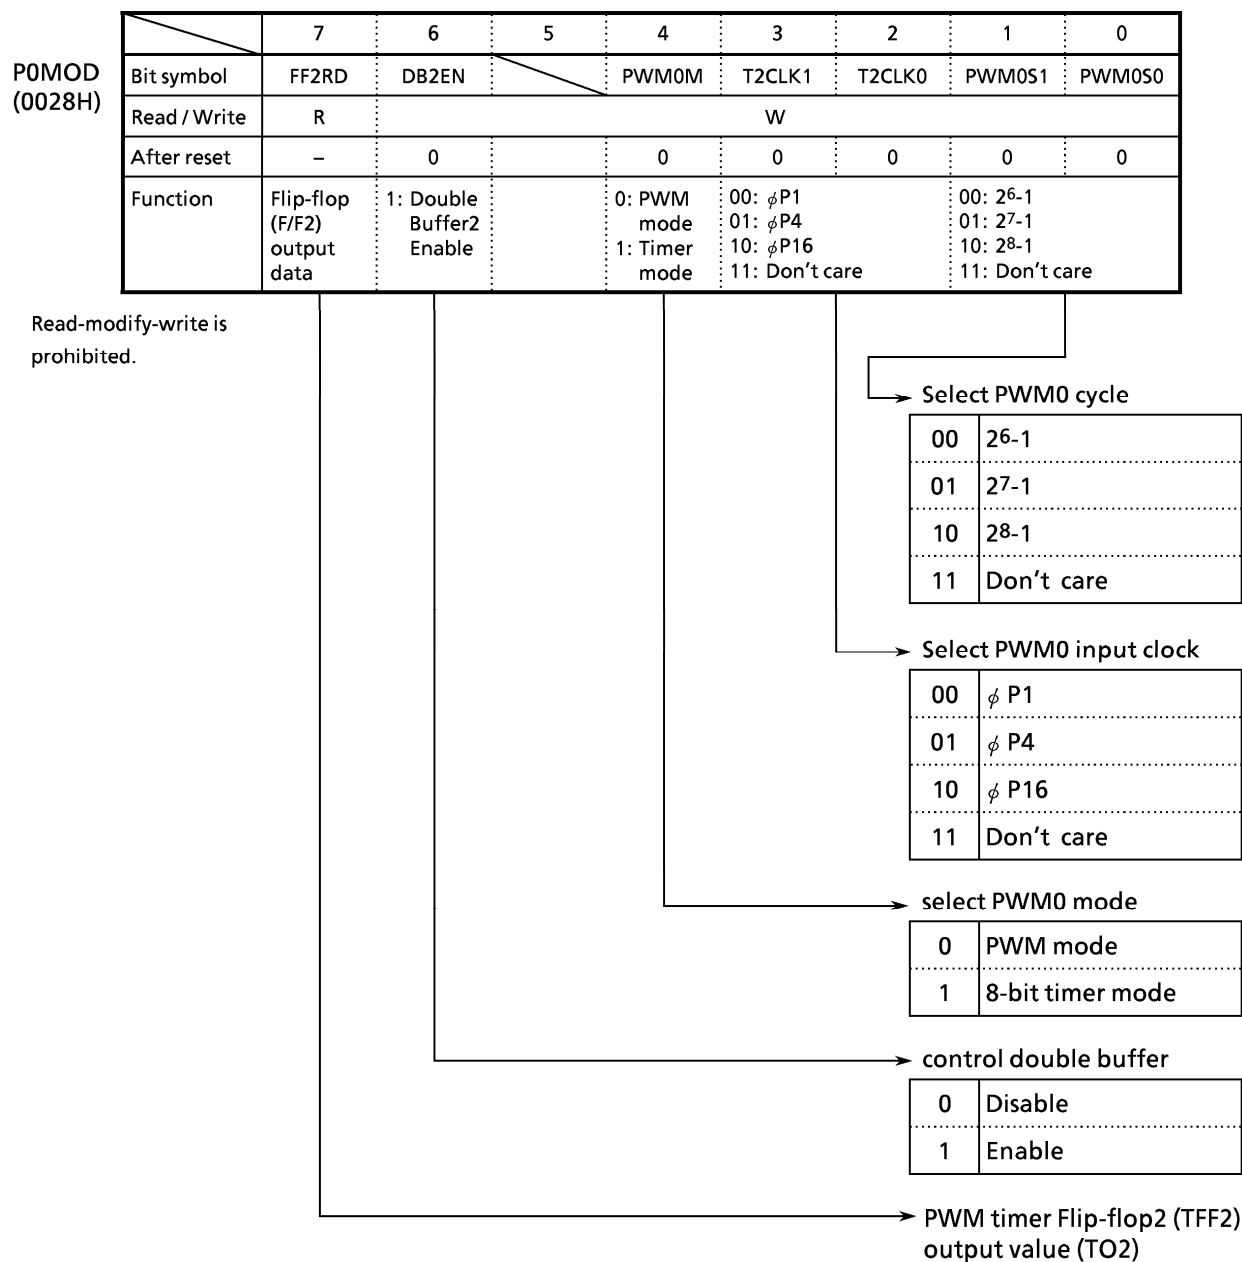 7 6 5 4 3 2 1 0
P0MOD
(0028H)
Bit symbol FF2RD DB2EN PWM0M T2CLK1 T2CLK0 PWM0S1 PWM0S0
Read / Write R W
After reset – 0 0 0 0 0 0
Function
Flip-flop
(F/F2)
output
data
1: Double
Buffer2
Enable
0: PWM
mode
1: Timer
mode
00: ϕP1
01: ϕP4
10: ϕP16
11: Don't care
00: 2⁶-1
01: 2⁷-1
10: 2⁸-1
11: Don't care
Read-modify-write is
prohibited.
Select PWM0 cycle
00 2⁶-1
01 2⁷-1
10 2⁸-1
11 Don't care
Select PWM0 input clock
00 ϕ P1
01 ϕ P4
10 ϕ P16
11 Don't care
select PWM0 mode
0 PWM mode
1 8-bit timer mode
control double buffer
0 Disable
1 Enable
PWM timer Flip-flop2 (TFF2)
output value (TO2)